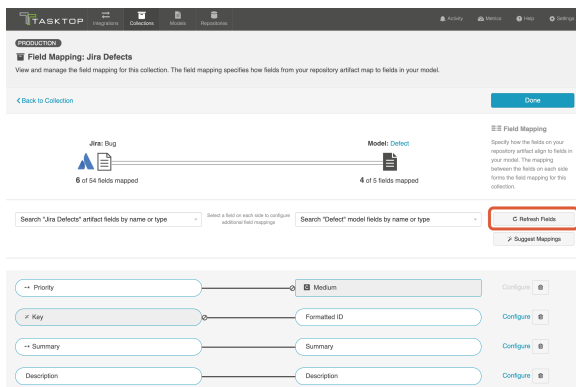 TASKTOP
Integrations
Collections
Models
Repositories
Activity
Metrics
Help
Settings
PRODUCTION
Field Mapping: Jira Defects
View and manage the field mapping for this collection. The field mapping specifies how fields from your repository artifact map to fields in your model.
Back to Collection
Done
Jira: Bug
Model: Defect
6 of 54 fields mapped
4 of 5 fields mapped
Field Mapping
Specify how the fields on your
repository artifact align to fields in
your model. The mapping
between the fields on each side
forms the field mapping for this
collection.
Search "Jira Defects" artifact fields by name or type
Select a field on each side to configure
additional field mappings
Search "Defect" model fields by name or type
Refresh Fields
Suggest Mappings
Priority
C Medium
Configure
Key
Formatted ID
Configure
Summary
Summary
Configure
Description
Description
Configure